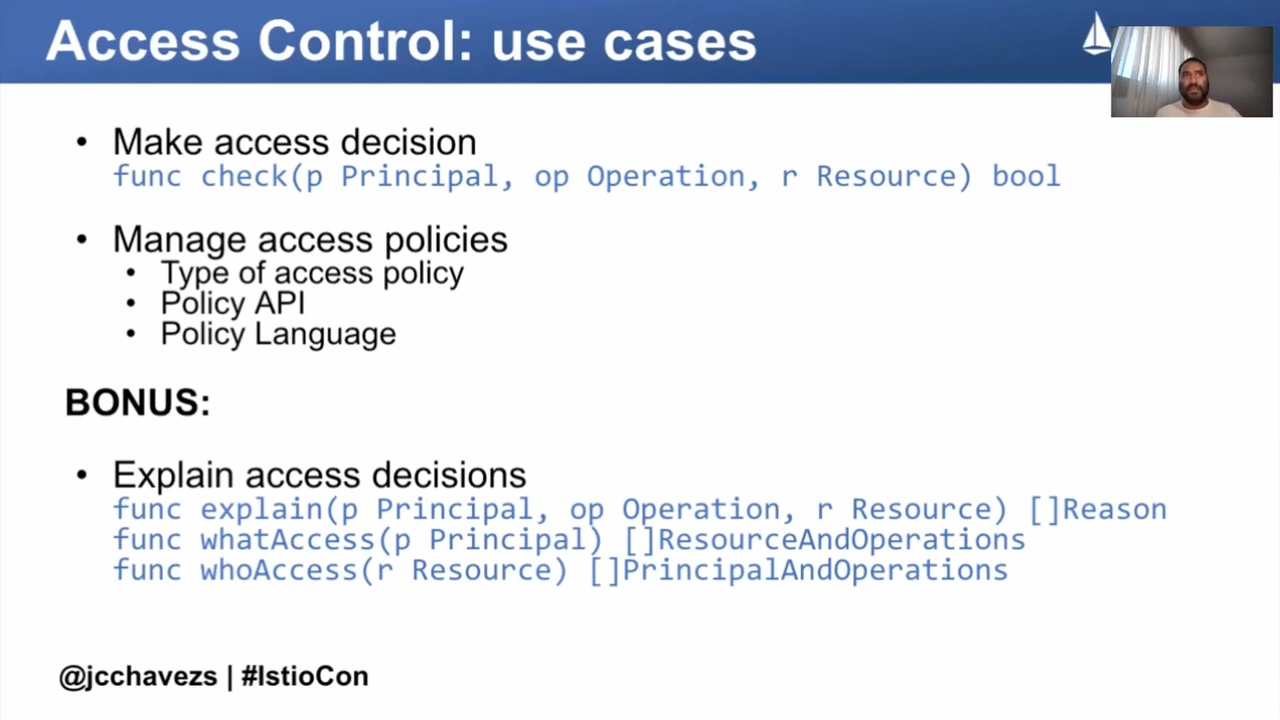 Access Control: use cases
• Make access decision
func check(p Principal, op Operation, r Resource) bool
• Manage access policies
• Type of access policy
• Policy API
• Policy Language
BONUS:
• Explain access decisions
func explain(p Principal, op Operation, r Resource) []Reason
func whatAccess(p Principal) []ResourceAndOperations
func whoAccess(r Resource) []PrincipalAndOperations
@jcchavezs | #IstioCon